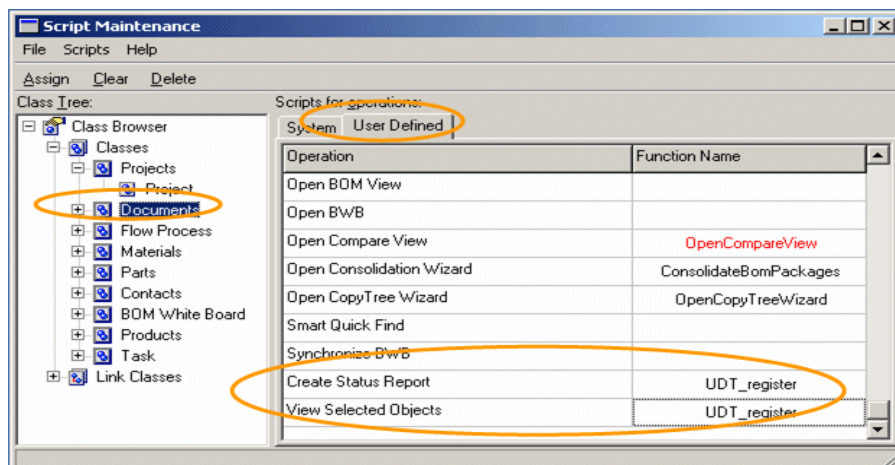 Script Maintenance
File Scripts Help
Assign Clear Delete
Class Tree:
Scripts for operations:
Class Browser
Classes
Projects
Project
Documents
Flow Process
Materials
Parts
Contacts
BOM White Board
Products
Task
Link Classes
System User Defined
Operation Function Name
Open BOM View
Open BWB
Open Compare View OpenCompareView
Open Consolidation Wizard ConsolidateBomPackages
Open CopyTree Wizard OpenCopyTreeWizard
Smart Quick Find
Synchronize BWB
Create Status Report UDT_register
View Selected Objects UDT_register